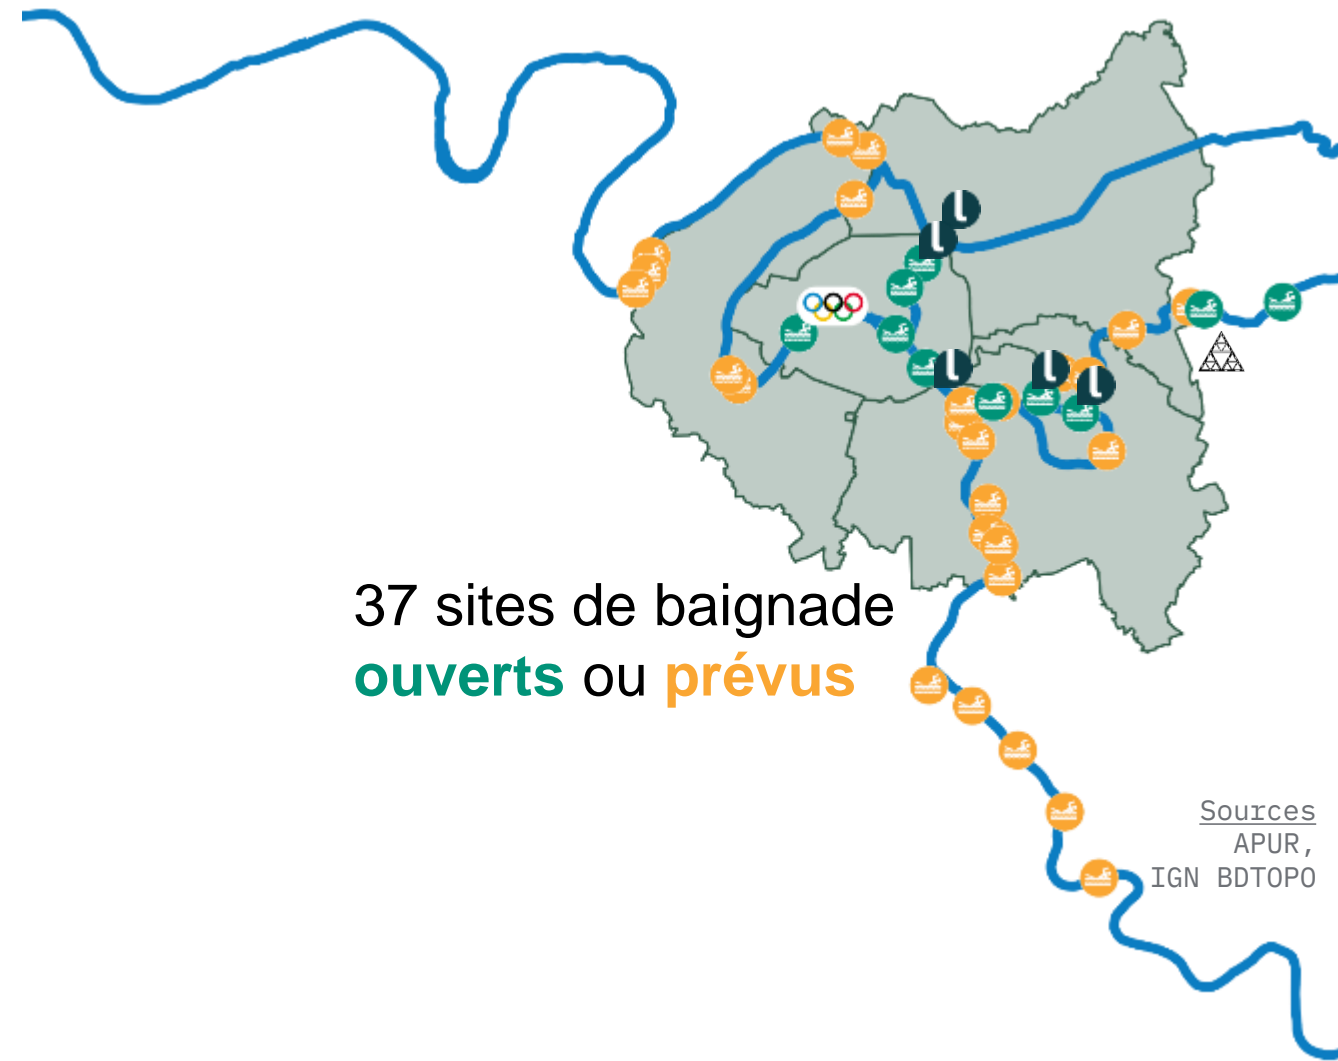 37 sites de baignade
ouverts ou prévus
Sources
APUR,
IGN BDTOPO